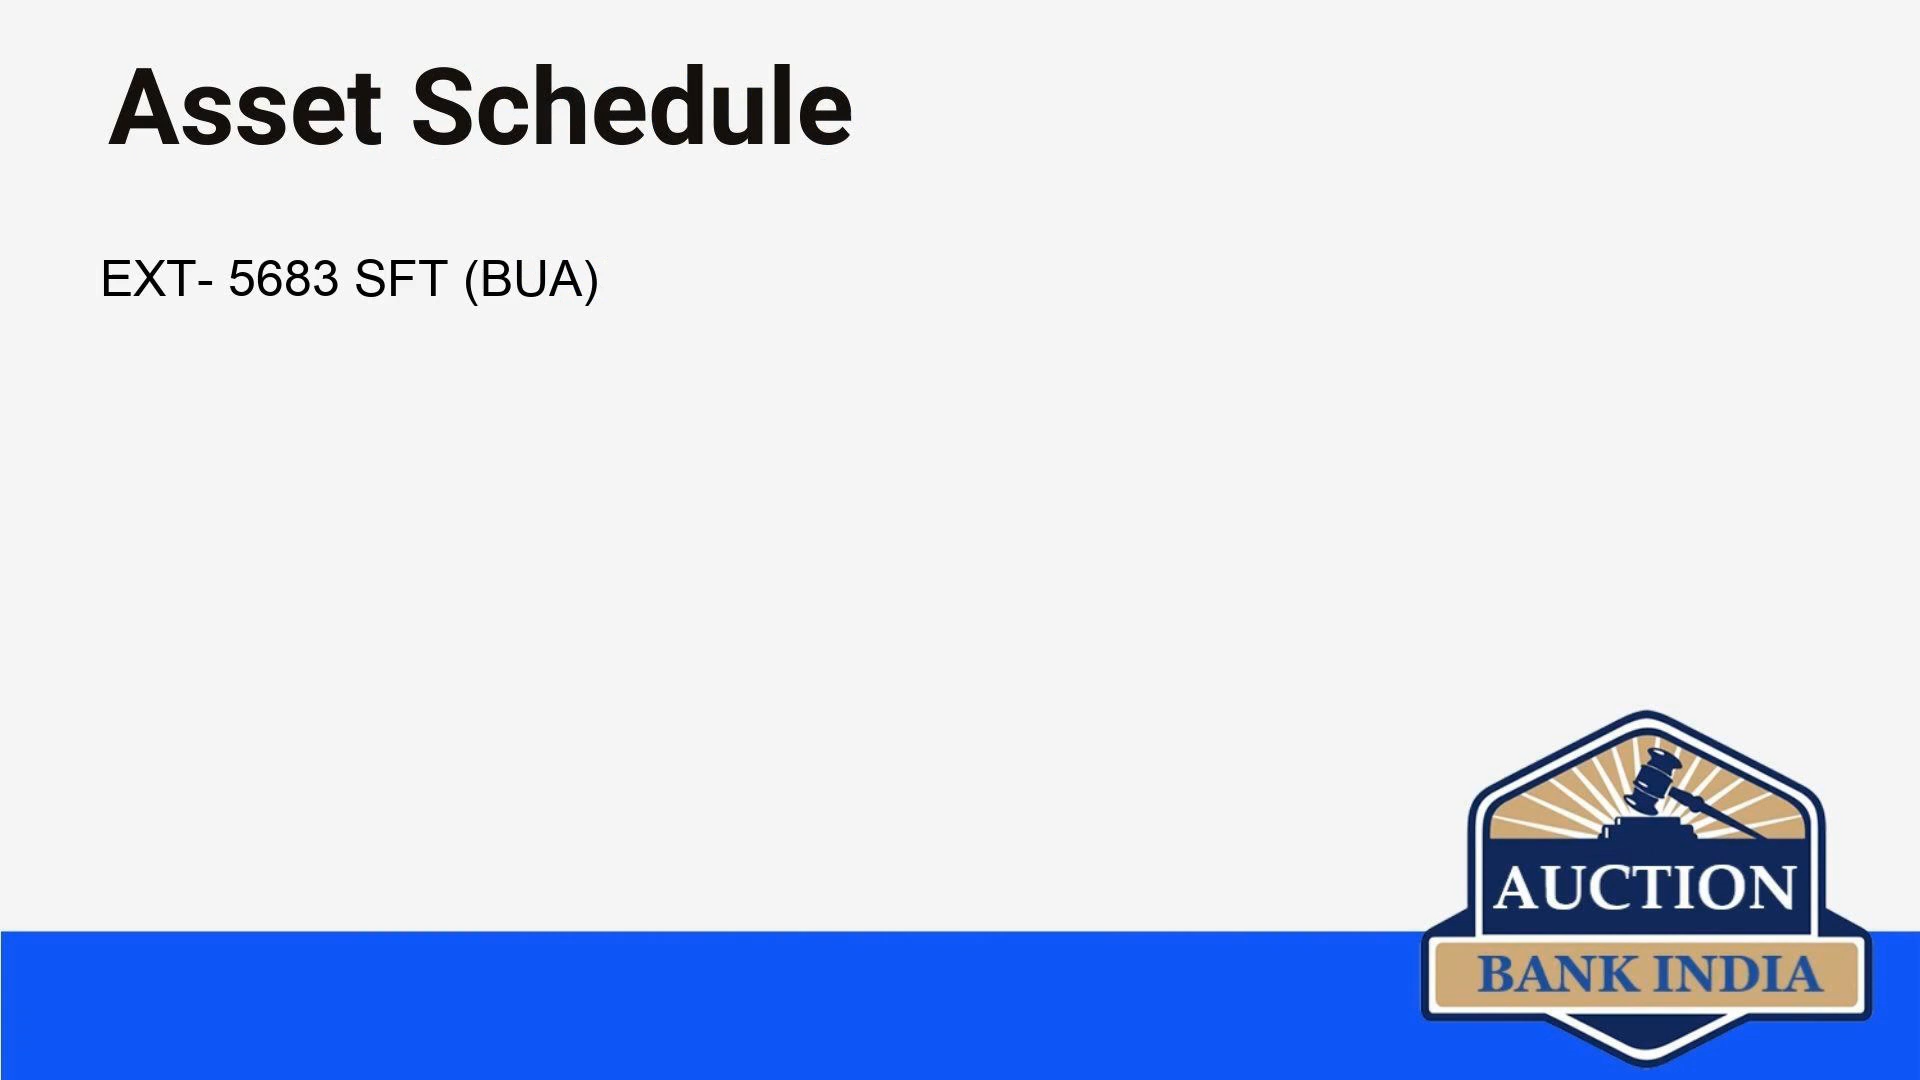 Asset Schedule
EXT- 5683 SFT (BUA)
AUCTION
BANK INDIA